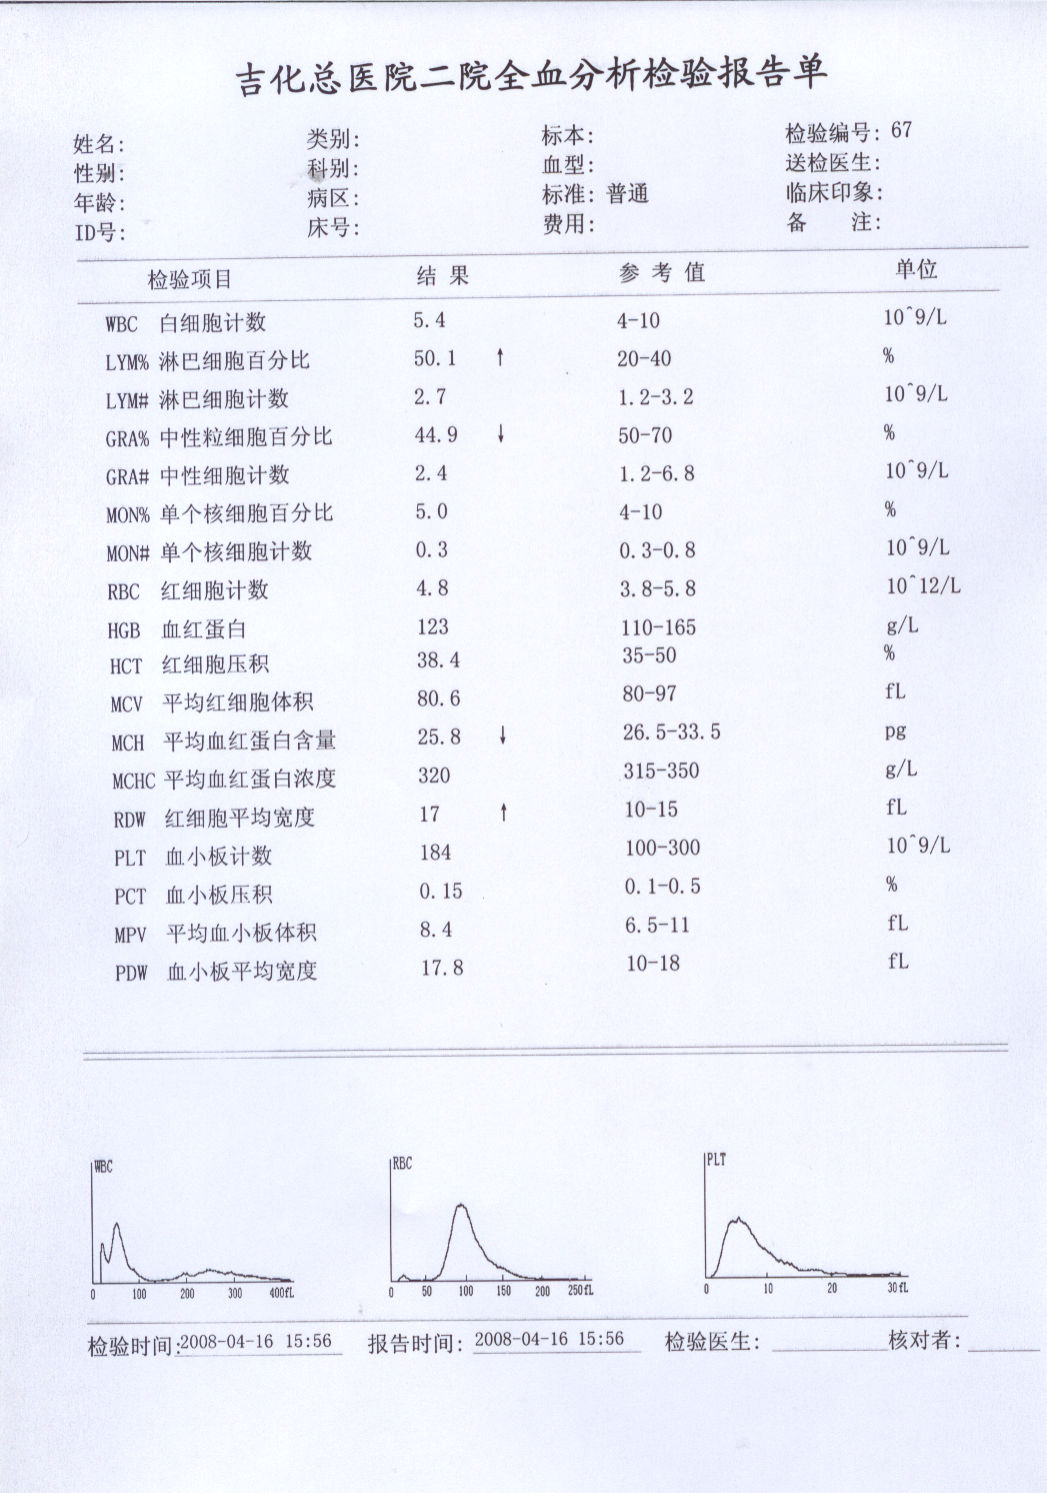 吉化总医院二院全血分析检验报告单
姓名: 类别: 标本: 检验编号: 67
性别: 科别: 血型: 送检医生:
年龄: 病区: 标准: 普通 临床印象:
ID号: 床号: 费用: 备 注:
检验项目 结 果 参 考 值 单位
WBC 白细胞计数 5.4 4-10 10^9/L
LYM% 淋巴细胞百分比 50.1 ↑ 20-40 %
LYM# 淋巴细胞计数 2.7 1.2-3.2 10^9/L
GRA% 中性粒细胞百分比 44.9 ↓ 50-70 %
GRA# 中性细胞计数 2.4 1.2-6.8 10^9/L
MON% 单个核细胞百分比 5.0 4-10 %
MON# 单个核细胞计数 0.3 0.3-0.8 10^9/L
RBC 红细胞计数 4.8 3.8-5.8 10^12/L
HGB 血红蛋白 123 110-165 g/L
HCT 红细胞压积 38.4 35-50 %
MCV 平均红细胞体积 80.6 80-97 fL
MCH 平均血红蛋白含量 25.8 ↓ 26.5-33.5 pg
MCHC 平均血红蛋白浓度 320 315-350 g/L
RDW 红细胞平均宽度 17 ↑ 10-15 fL
PLT 血小板计数 184 100-300 10^9/L
PCT 血小板压积 0.15 0.1-0.5 %
MPV 平均血小板体积 8.4 6.5-11 fL
PDW 血小板平均宽度 17.8 10-18 fL
WBC RBC PLT
0 100 200 300 400fL 0 50 100 150 200 250fL 0 10 20 30fL
检验时间:2008-04-16 15:56 报告时间: 2008-04-16 15:56 检验医生: 核对者: